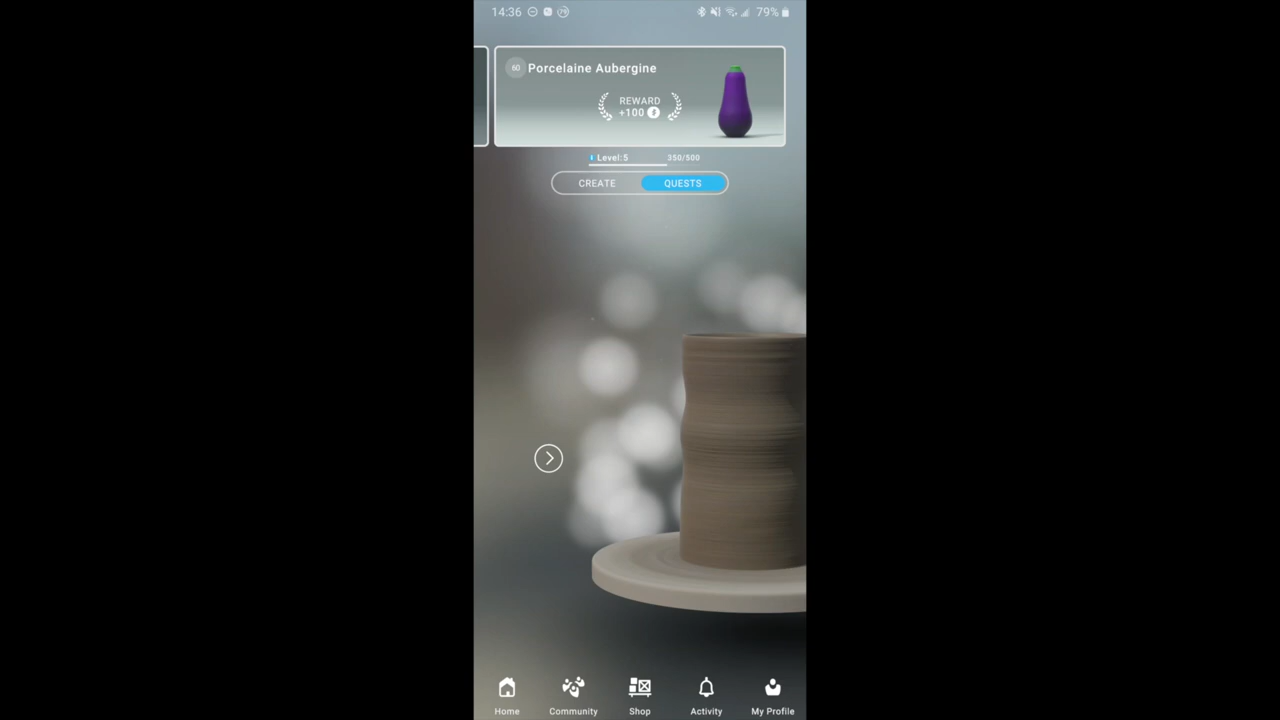 14:36 79%
60 Porcelaine Aubergine
REWARD
+100
Level:5 350/500
CREATE QUESTS
Home Community Shop Activity My Profile